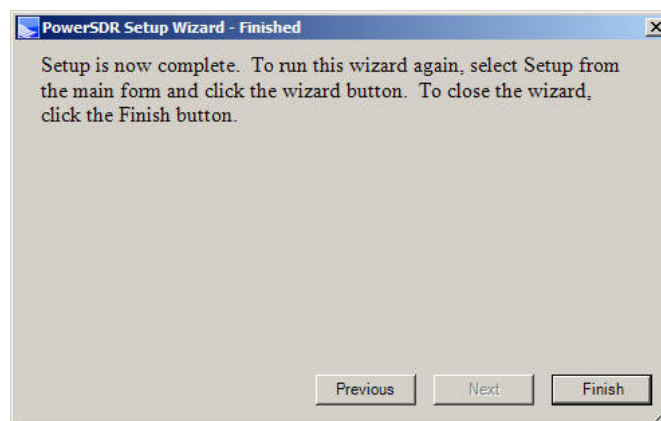 PowerSDR Setup Wizard - Finished
Setup is now complete.  To run this wizard again, select Setup from
the main form and click the wizard button.  To close the wizard,
click the Finish button.
Previous Next Finish